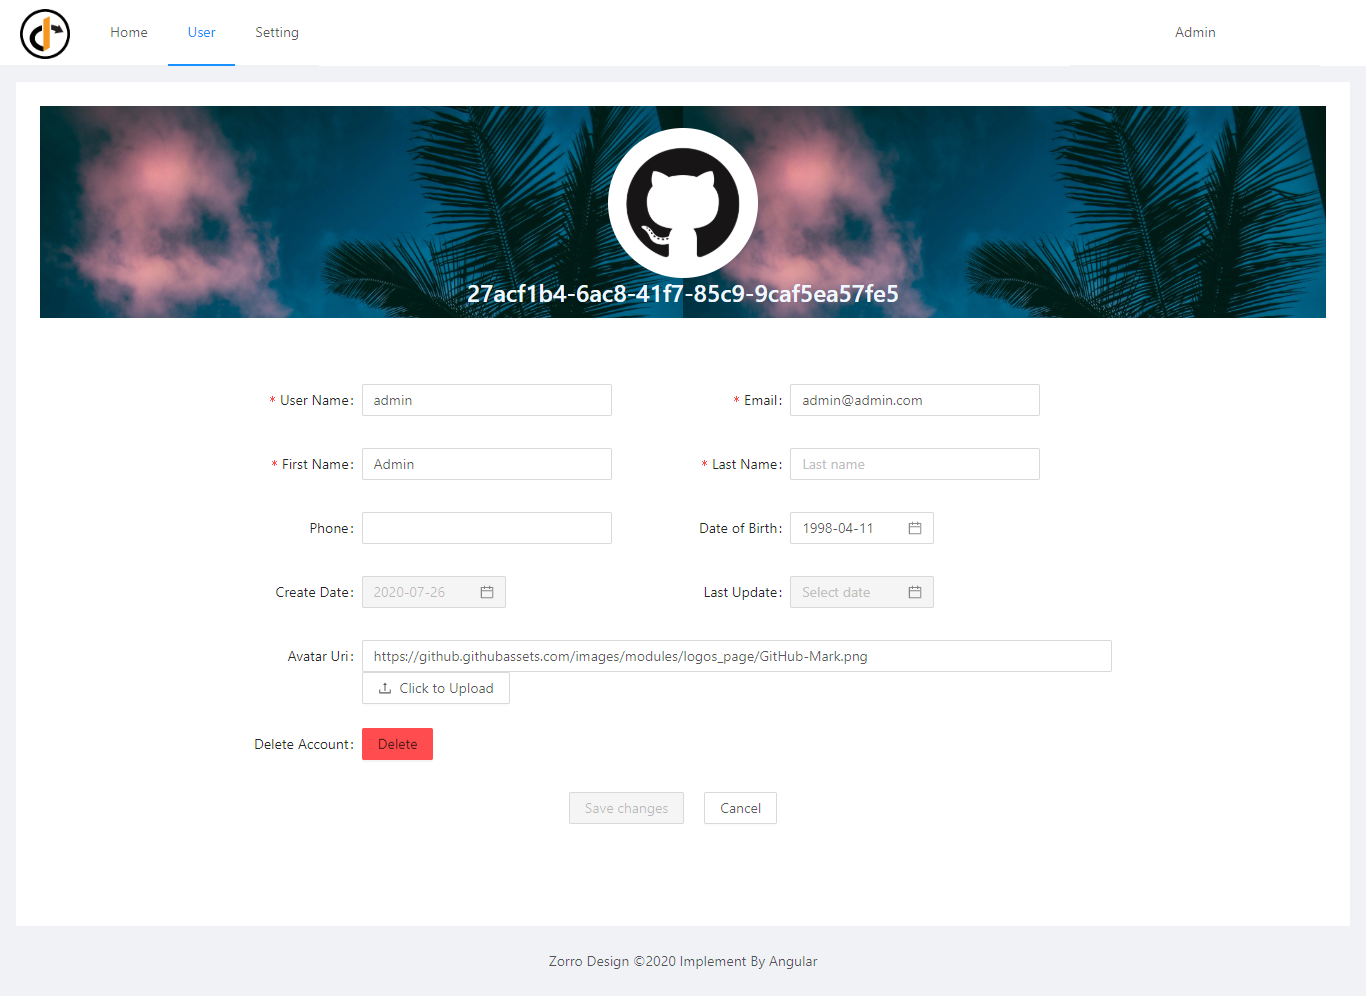 Home User Setting Admin
27acf1b4-6ac8-41f7-85c9-9caf5ea57fe5
* User Name: admin * Email: admin@admin.com
* First Name: Admin * Last Name: Last name
Phone: Date of Birth: 1998-04-11
Create Date: 2020-07-26 Last Update: Select date
Avatar Uri: https://github.githubassets.com/images/modules/logos_page/GitHub-Mark.png
Click to Upload
Delete Account: Delete
Save changes Cancel
Zorro Design ©2020 Implement By Angular